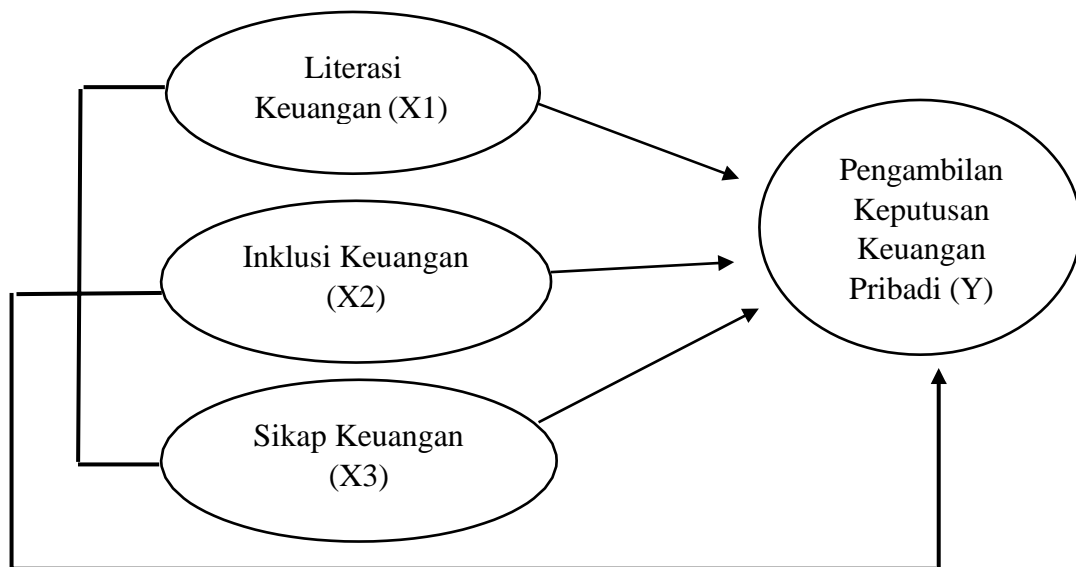 Literasi
Keuangan (X1)
Inklusi Keuangan
(X2)
Sikap Keuangan
(X3)
Pengambilan
Keputusan
Keuangan
Pribadi (Y)